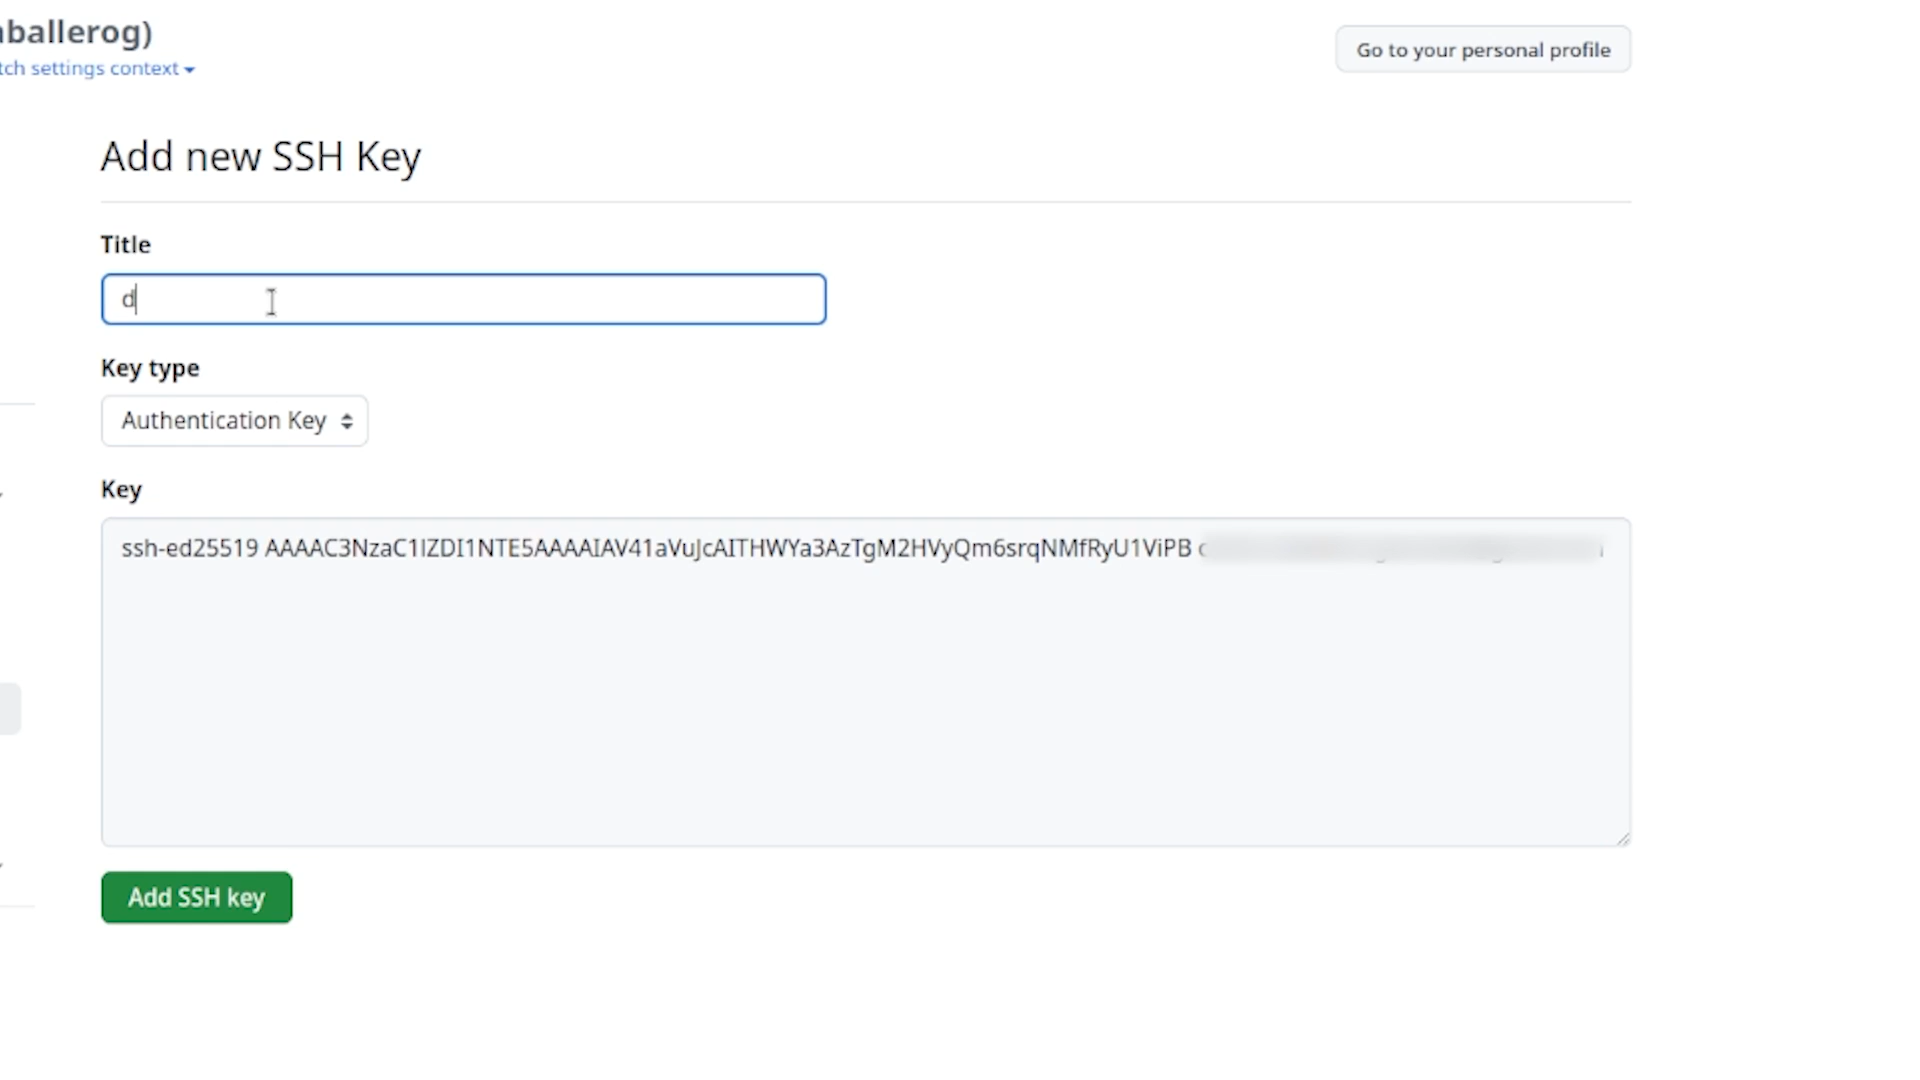 aballerog)
tch settings context
Go to your personal profile
Add new SSH Key
Title
d
Key type
Authentication Key
Key
ssh-ed25519 AAAAC3NzaC1lZDI1NTE5AAAAIAV41aVuJcAITHWYa3AzTgM2HVyQm6srqNMfRyU1ViPB
Add SSH key